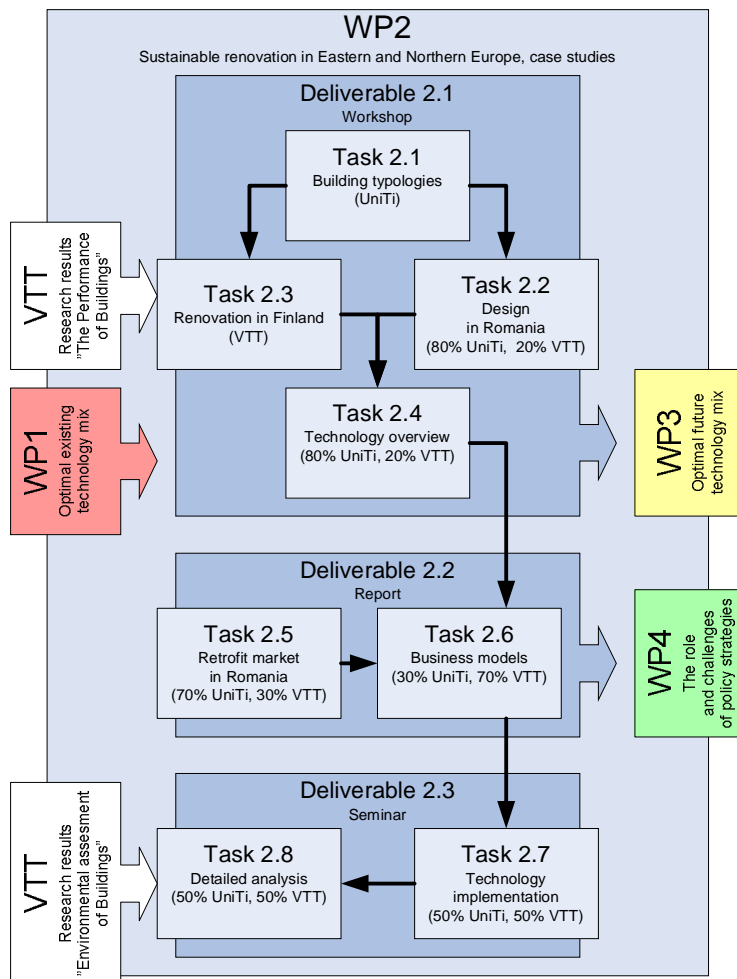 WP2
Sustainable renovation in Eastern and Northern Europe, case studies
Deliverable 2.1
Workshop
Task 2.1
Building typologies
(UniTi)
VTT
Research results
"The Performance
of Buildings"
Task 2.3
Renovation in Finland
(VTT)
Task 2.2
Design
in Romania
(80% UniTi, 20% VTT)
WP1
Optimal existing
technology mix
Task 2.4
Technology overview
(80% UniTi, 20% VTT)
WP3
Optimal future
technology mix
Deliverable 2.2
Report
Task 2.5
Retrofit market
in Romania
(70% UniTi, 30% VTT)
Task 2.6
Business models
(30% UniTi, 70% VTT)
WP4
The role
and challenges
of policy strategies
Deliverable 2.3
Seminar
VTT
Research results
"Environmental assesment
of Buildings"
Task 2.8
Detailed analysis
(50% UniTi, 50% VTT)
Task 2.7
Technology
implementation
(50% UniTi, 50% VTT)